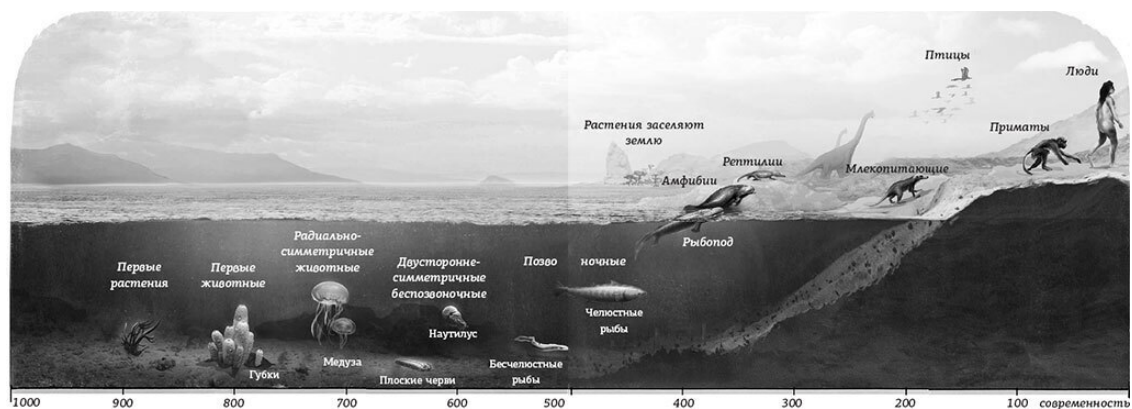 Птицы
Люди
Растения заселяют
землю
Приматы
Рептилии
Млекопитающие
Амфибии
Рыбопод
Радиально-
симметричные
животные
Первые
растения
Первые
животные
Двусторонне-
симметричные
беспозвоночные
Позво ночные
Челюстные
рыбы
Наутилус
Медуза
Губки
Плоские черви
Бесчелюстные
рыбы
1000 900 800 700 600 500 400 300 200 100 современность